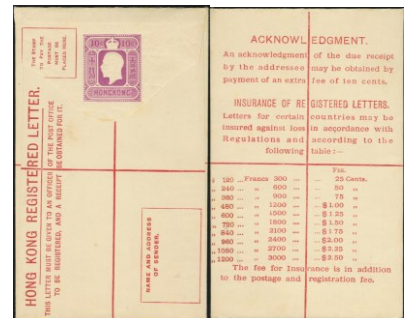 THE STAMP
TO PAY THE
POSTAGE
MUST BE
PLACED HERE.
10 10
HONGKONG
HONG KONG REGISTERED LETTER.
THIS LETTER MUST BE GIVEN TO AN OFFICER OF THE POST OFFICE
TO BE REGISTERED, AND A RECEIPT BE OBTAINED FOR IT.
NAME AND ADDRESS
OF SENDER.
ACKNOWLEDGMENT.
An acknowledgment of the due receipt
by the addressee may be obtained by
payment of an extra fee of ten cents.
INSURANCE OF REGISTERED LETTERS.
Letters for certain countries may be
insured against loss in accordance with
Regulations and according to the
following table:—
FEE.
120 ... Francs 300 ... 25 Cents.
240 ... „ 600 ... 50 „
360 ... „ 900 ... 75 „
480 ... „ 1200 ... $1.00 „
600 ... „ 1500 ... $1.25 „
720 ... „ 1800 ... $1.50 „
840 ... „ 2100 ... $1.75 „
960 ... „ 2400 ... $2.00 „
1080 ... „ 2700 ... $2.25 „
1200 ... „ 3000 ... $2.50 „
The fee for Insurance is in addition
to the postage and registration fee.